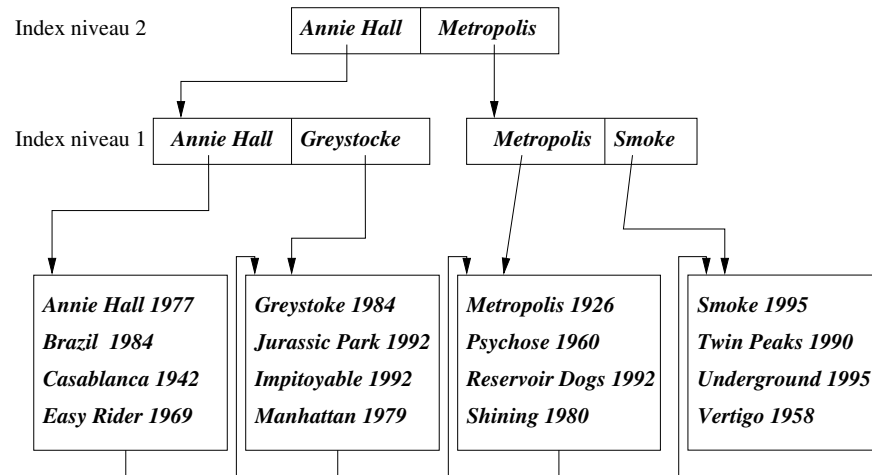 Index niveau 2
Annie Hall
Metropolis
Index niveau 1
Annie Hall
Greystocke
Metropolis
Smoke
Annie Hall 1977
Brazil 1984
Casablanca 1942
Easy Rider 1969
Greystoke 1984
Jurassic Park 1992
Impitoyable 1992
Manhattan 1979
Metropolis 1926
Psychose 1960
Reservoir Dogs 1992
Shining 1980
Smoke 1995
Twin Peaks 1990
Underground 1995
Vertigo 1958